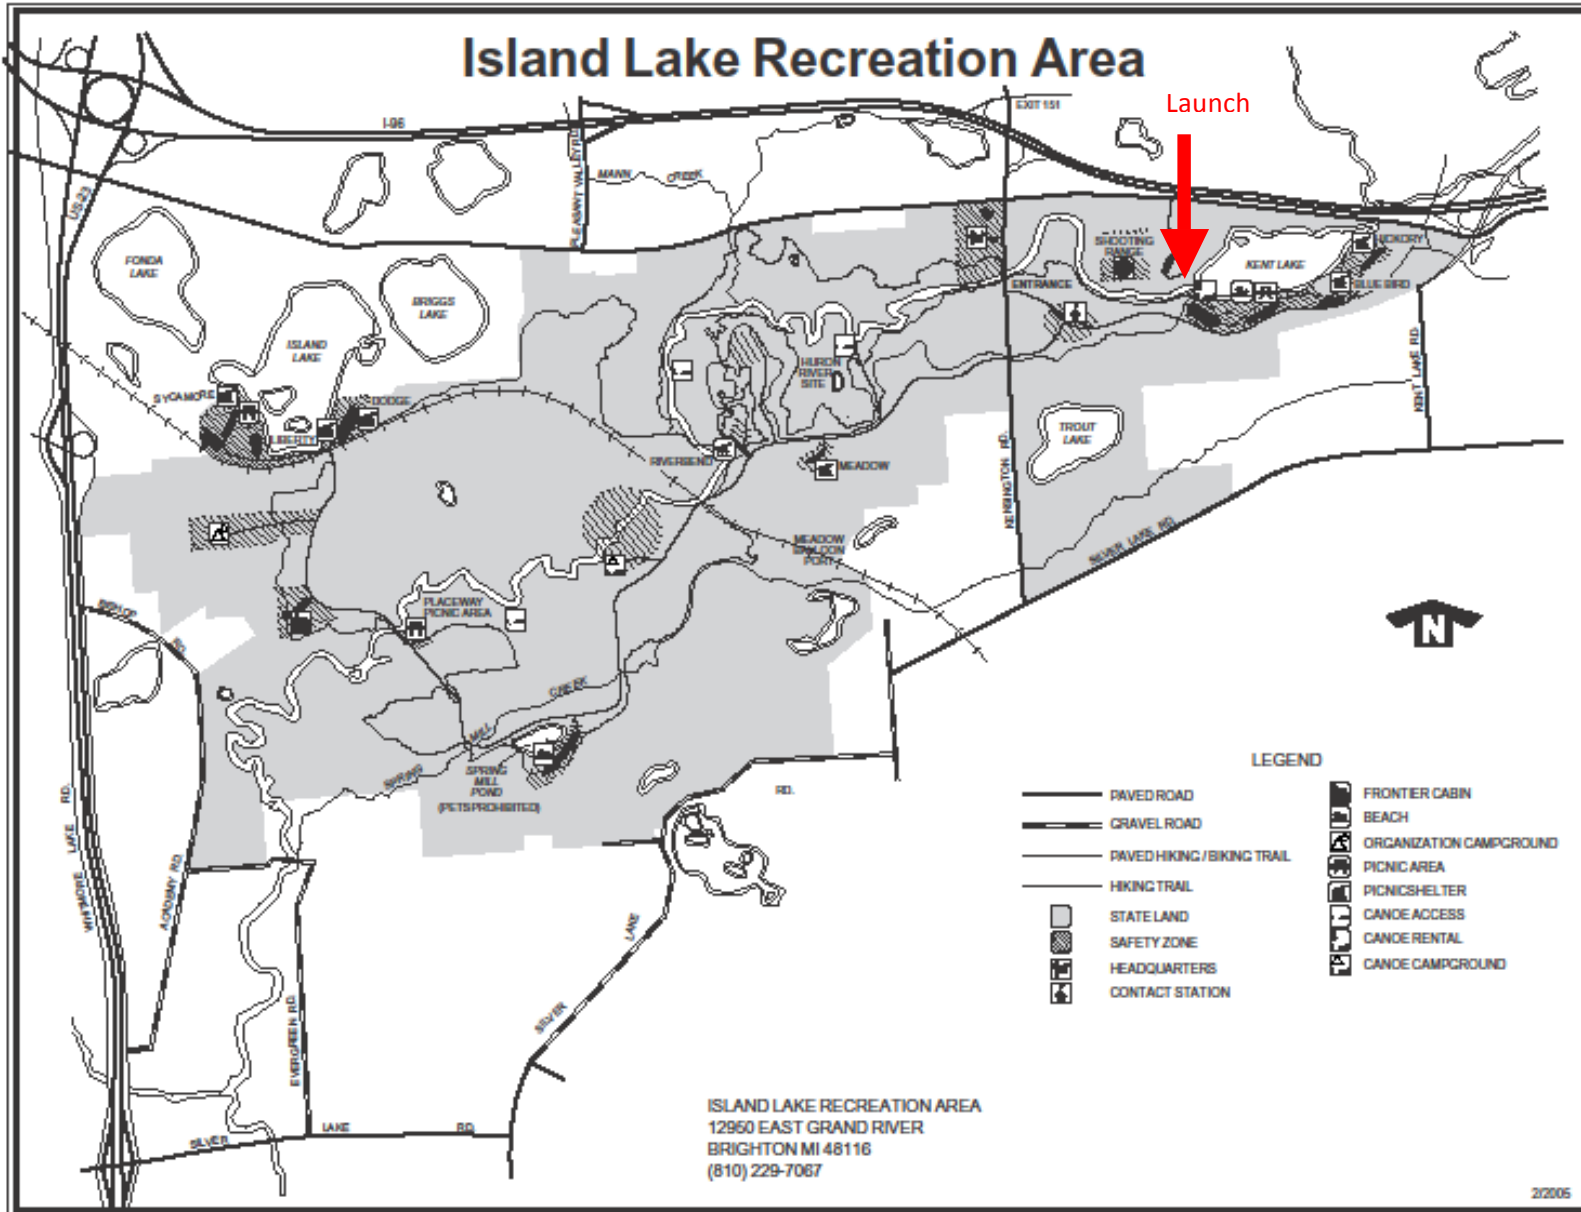 Island Lake Recreation Area
Launch
EXIT 151
I-96
US-23
PLEASANT VALLEY RD.
MANN CREEK
FONDA
LAKE
BRIGGS
LAKE
ISLAND
LAKE
SHOOTING
RANGE
KENT LAKE
HICKORY
BLUE BIRD
ENTRANCE
HURON
RIVER
SITE
SYCAMORE
DODGE
LIBERTY
KENT LAKE RD.
TROUT
LAKE
KENSINGTON RD.
RIVERBEND
MEADOW
MEADOW
BALLOON
PORT
SILVER LAKE RD.
PLACEWAY
PICNIC AREA
RD.
N
SPRING MILL CREEK
SPRING
MILL
POND
(PETS PROHIBITED)
RD.
WHITMORE LAKE RD.
ACADEMY RD.
EVERGREEN RD.
SILVER LAKE
SILVER LAKE RD.
LEGEND
PAVED ROAD
GRAVEL ROAD
PAVED HIKING / BIKING TRAIL
HIKING TRAIL
STATE LAND
SAFETY ZONE
HEADQUARTERS
CONTACT STATION
FRONTIER CABIN
BEACH
ORGANIZATION CAMPGROUND
PICNIC AREA
PICNIC SHELTER
CANOE ACCESS
CANOE RENTAL
CANOE CAMPGROUND
ISLAND LAKE RECREATION AREA
12950 EAST GRAND RIVER
BRIGHTON MI 48116
(810) 229-7067
2/2005